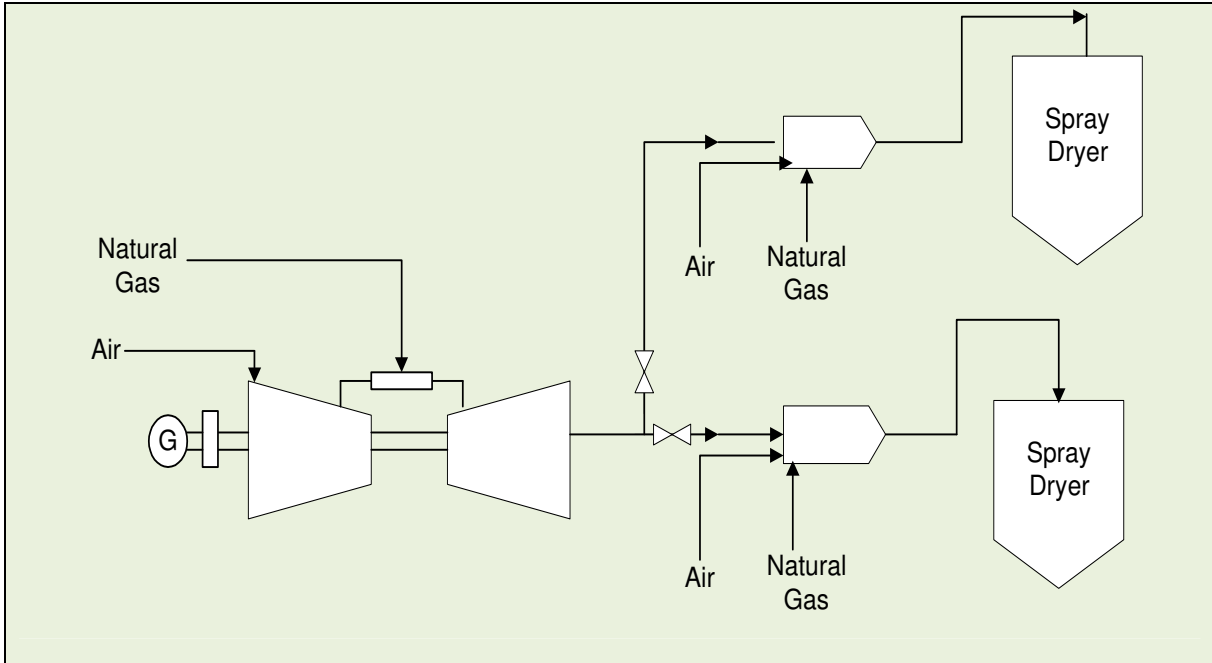 Spray
Dryer
Air
Natural
Gas
Natural
Gas
Air
G
Spray
Dryer
Air
Natural
Gas